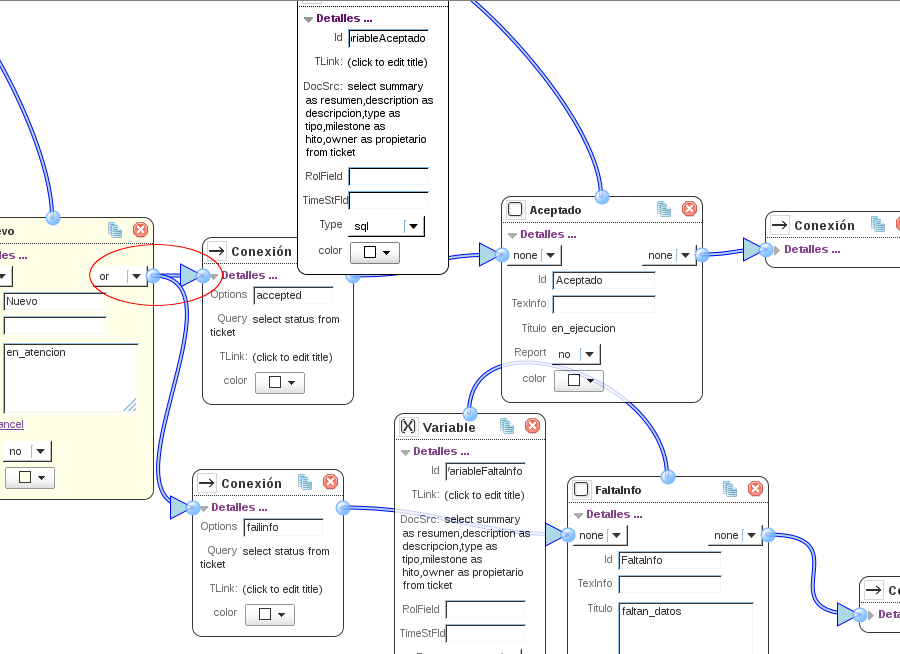 Detalles ...
Id riableAceptado
TLink: (click to edit title)
DocSrc: select summary
as resumen,description as
descripcion,type as
tipo,milestone as
hito,owner as propietario
from ticket
RolField
TimeStFld
Type sql
color
evo
les ...
or
Nuevo
en_atencion
ancel
no
Conexión
Detalles ...
Options accepted
Query select status from
ticket
TLink: (click to edit title)
color
Aceptado
Detalles ...
none none
Id Aceptado
TexInfo
Título en_ejecucion
Report no
color
Conexión
Detalles ...
Conexión
Detalles ...
Options failinfo
Query select status from
ticket
TLink: (click to edit title)
color
Variable
Detalles ...
Id VariableFaltaInfo
TLink: (click to edit title)
DocSrc: select summary
as resumen,description as
descripcion,type as
tipo,milestone as
hito,owner as propietario
from ticket
RolField
TimeStFld
FaltaInfo
Detalles ...
none none
Id FaltaInfo
TexInfo
Título faltan_datos
Co
Deta